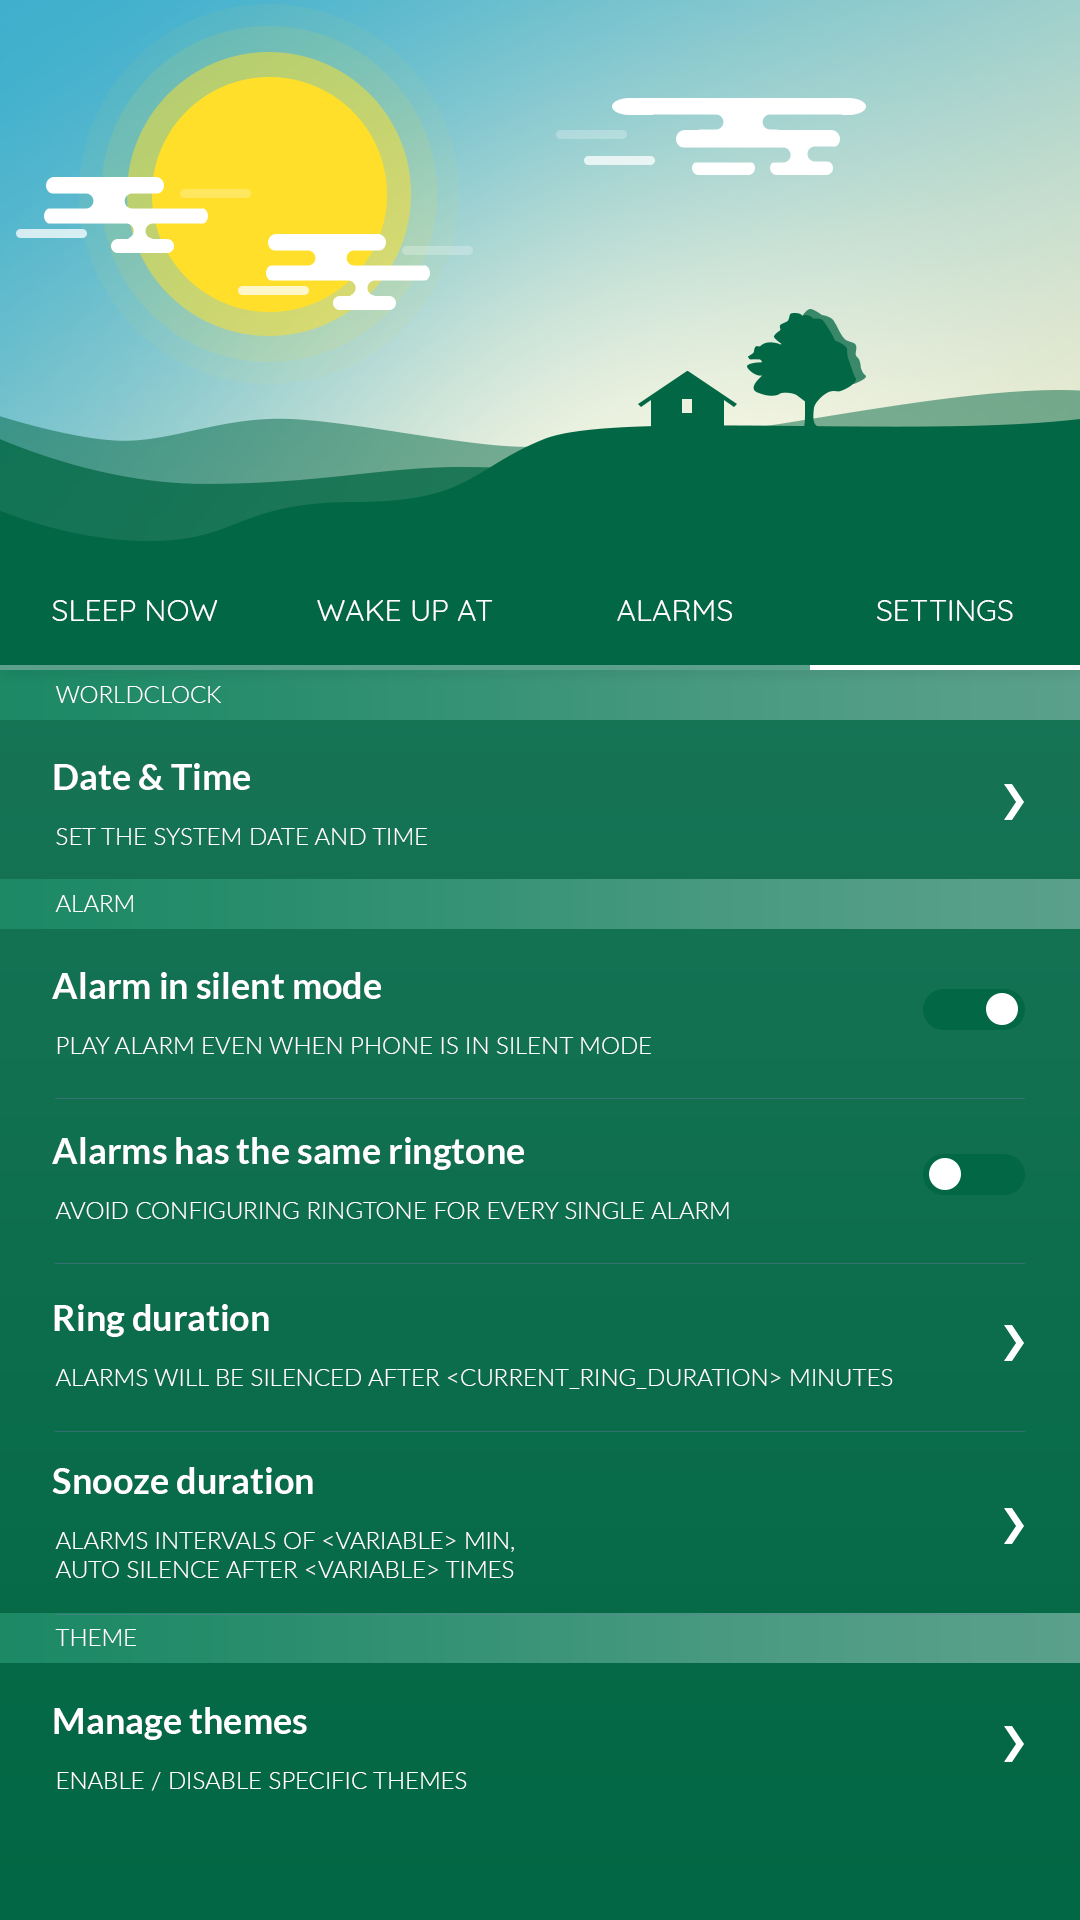 SLEEP NOW WAKE UP AT ALARMS SETTINGS
WORLDCLOCK
Date & Time
SET THE SYSTEM DATE AND TIME
ALARM
Alarm in silent mode
PLAY ALARM EVEN WHEN PHONE IS IN SILENT MODE
Alarms has the same ringtone
AVOID CONFIGURING RINGTONE FOR EVERY SINGLE ALARM
Ring duration
ALARMS WILL BE SILENCED AFTER <CURRENT_RING_DURATION> MINUTES
Snooze duration
ALARMS INTERVALS OF <VARIABLE> MIN,
AUTO SILENCE AFTER <VARIABLE> TIMES
THEME
Manage themes
ENABLE / DISABLE SPECIFIC THEMES